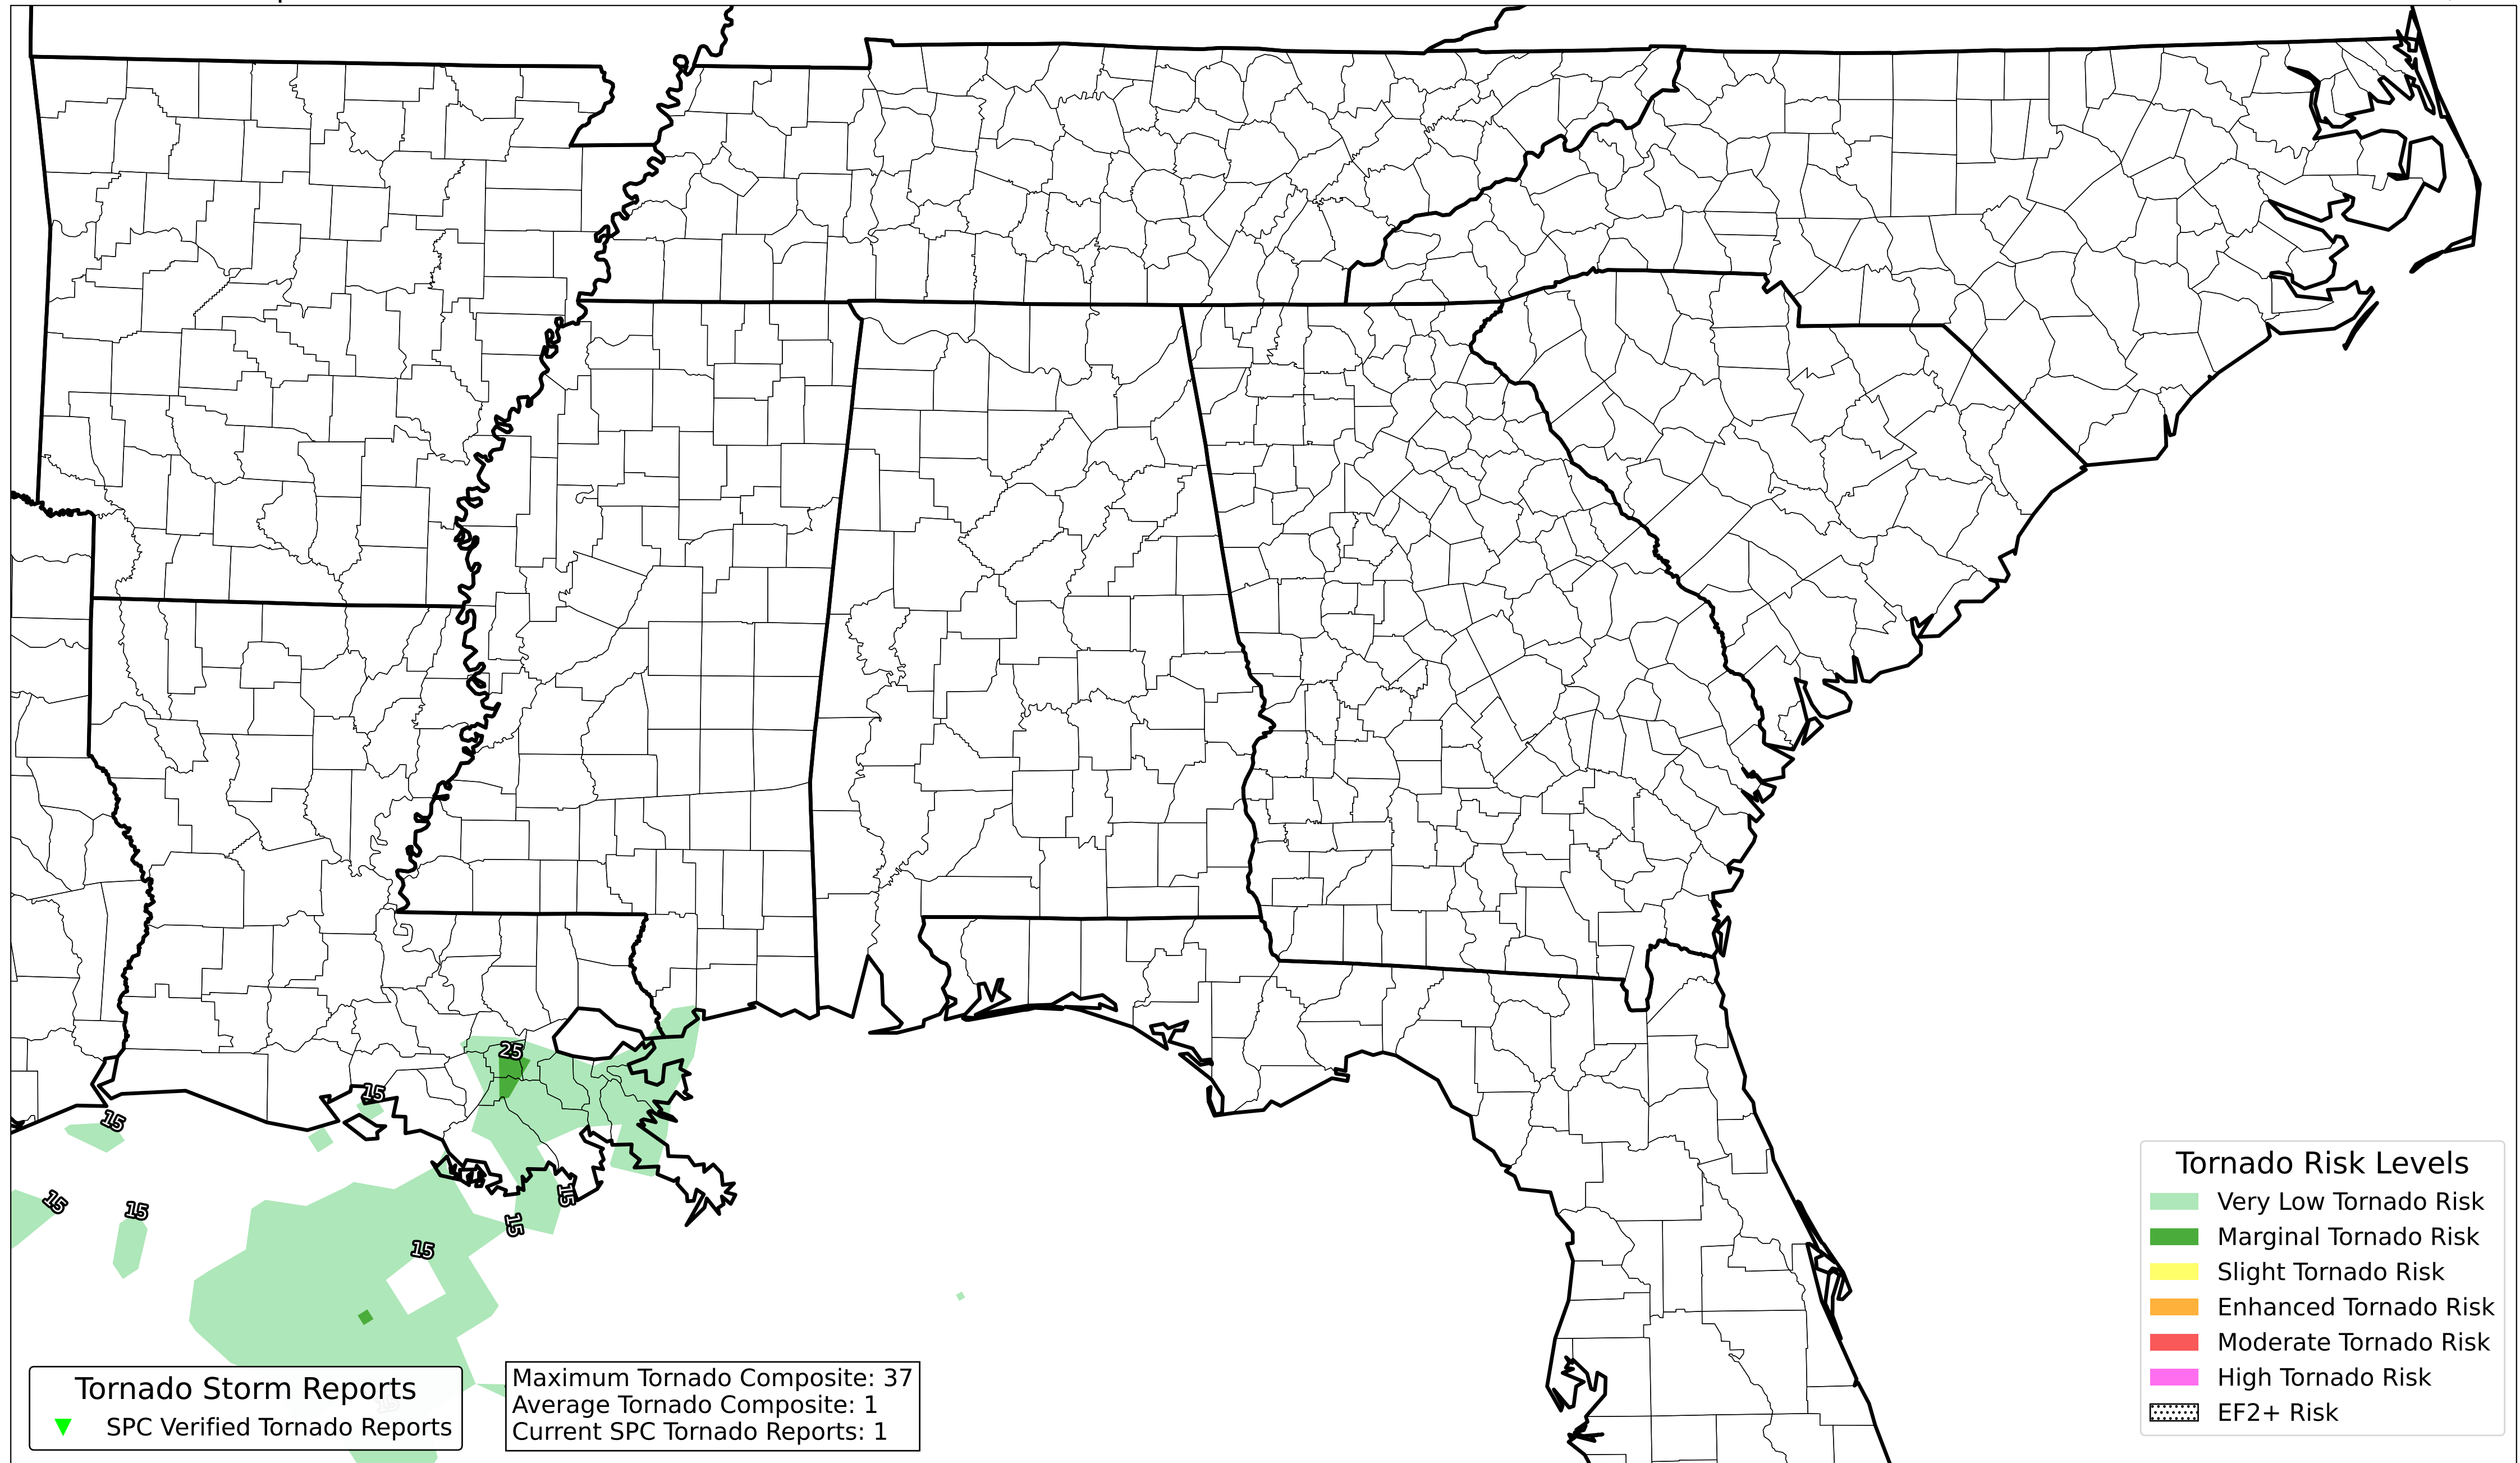 25
15
15
15
15
15
15
15
Tornado Risk Levels
Very Low Tornado Risk
Marginal Tornado Risk
Slight Tornado Risk
Enhanced Tornado Risk
Moderate Tornado Risk
High Tornado Risk
EF2+ Risk
Tornado Storm Reports
SPC Verified Tornado Reports
Maximum Tornado Composite: 37
Average Tornado Composite: 1
Current SPC Tornado Reports: 1